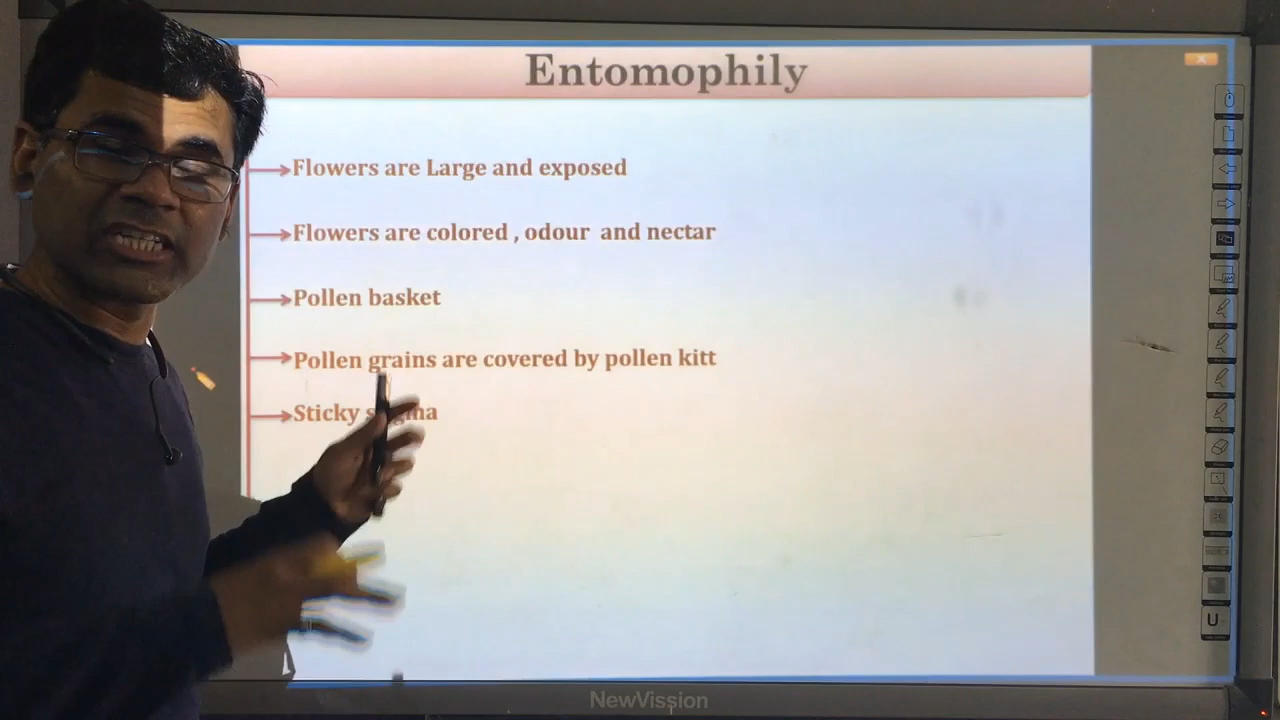 Entomophily
Flowers are Large and exposed
Flowers are colored , odour and nectar
Pollen basket
Pollen grains are covered by pollen kitt
Sticky stigma
NewVission